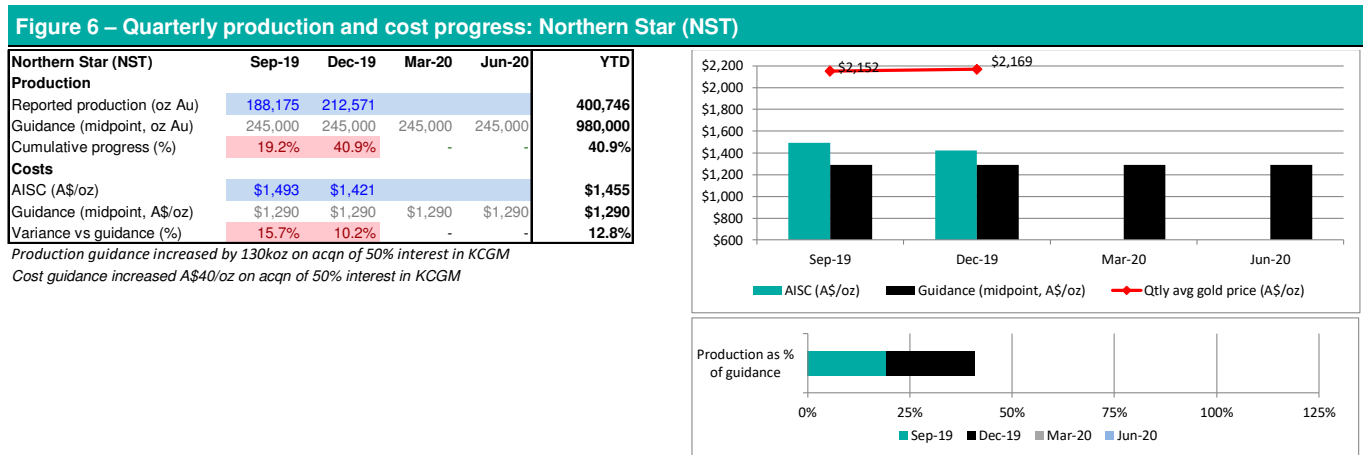 Figure 6 – Quarterly production and cost progress: Northern Star (NST)
Northern Star (NST) Sep-19 Dec-19 Mar-20 Jun-20 YTD
Production
Reported production (oz Au) 188,175 212,571 400,746
Guidance (midpoint, oz Au) 245,000 245,000 245,000 245,000 980,000
Cumulative progress (%) 19.2% 40.9% - - 40.9%
Costs
AISC (A$/oz) $1,493 $1,421 $1,455
Guidance (midpoint, A$/oz) $1,290 $1,290 $1,290 $1,290 $1,290
Variance vs guidance (%) 15.7% 10.2% - - 12.8%
Production guidance increased by 130koz on acqn of 50% interest in KCGM
Cost guidance increased A$40/oz on acqn of 50% interest in KCGM
$2,200
$2,000
$1,800
$1,600
$1,400
$1,200
$1,000
$800
$600
$2,152 $2,169
Sep-19 Dec-19 Mar-20 Jun-20
AISC (A$/oz) Guidance (midpoint, A$/oz) Qtly avg gold price (A$/oz)
Production as %
of guidance
0% 25% 50% 75% 100% 125%
Sep-19 Dec-19 Mar-20 Jun-20